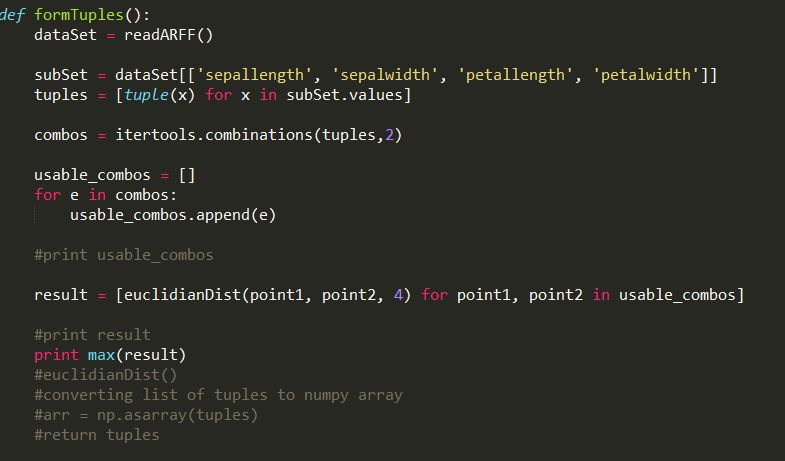 def formTuples():
    dataSet = readARFF()
    subSet = dataSet[['sepallength', 'sepalwidth', 'petallength', 'petalwidth']]
    tuples = [tuple(x) for x in subSet.values]
    combos = itertools.combinations(tuples,2)
    usable_combos = []
    for e in combos:
        usable_combos.append(e)
    #print usable_combos
    result = [euclidianDist(point1, point2, 4) for point1, point2 in usable_combos]
    #print result
    print max(result)
    #euclidianDist()
    #converting list of tuples to numpy array
    #arr = np.asarray(tuples)
    #return tuples